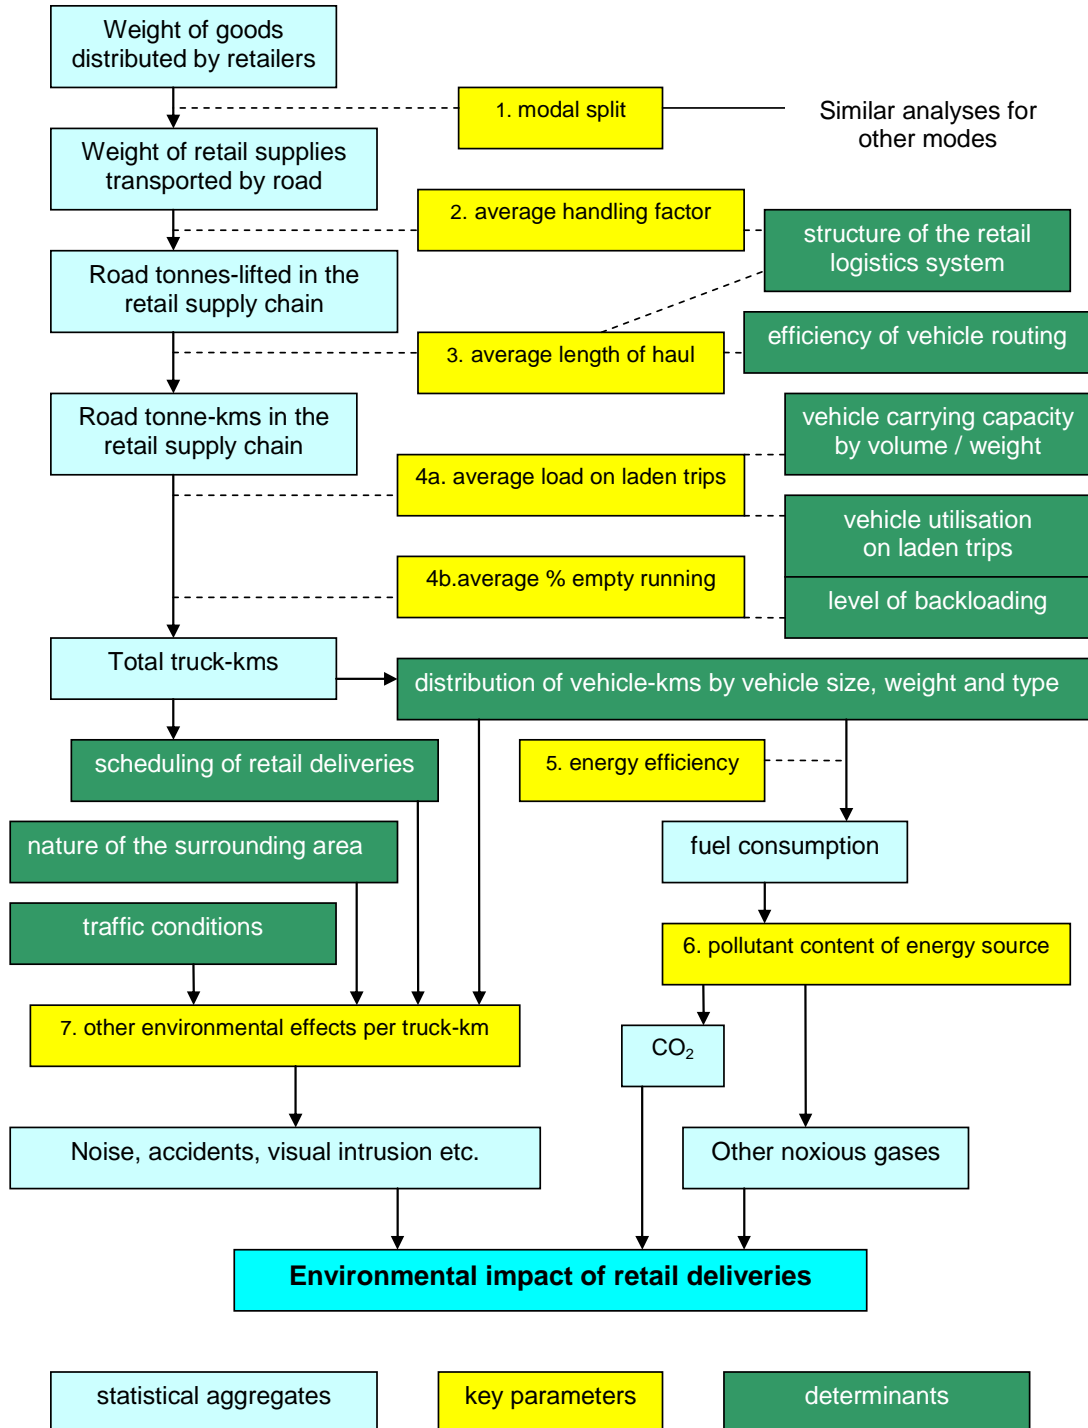 Weight of goods
distributed by retailers
1. modal split
Similar analyses for
other modes
Weight of retail supplies
transported by road
2. average handling factor
structure of the retail
logistics system
Road tonnes-lifted in the
retail supply chain
3. average length of haul
efficiency of vehicle routing
Road tonne-kms in the
retail supply chain
vehicle carrying capacity
by volume / weight
4a. average load on laden trips
vehicle utilisation
on laden trips
4b.average % empty running
level of backloading
Total truck-kms
distribution of vehicle-kms by vehicle size, weight and type
scheduling of retail deliveries
5. energy efficiency
nature of the surrounding area
fuel consumption
traffic conditions
6. pollutant content of energy source
7. other environmental effects per truck-km
CO₂
Noise, accidents, visual intrusion etc.
Other noxious gases
Environmental impact of retail deliveries
statistical aggregates
key parameters
determinants